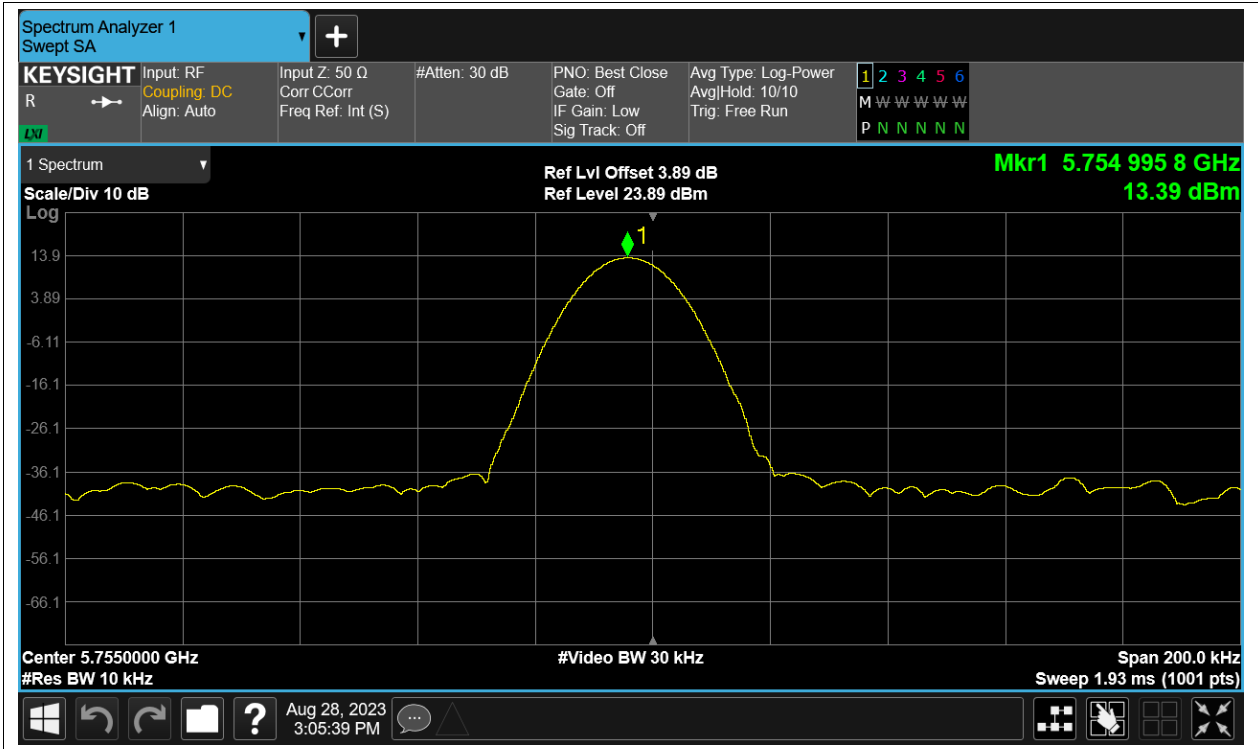 Spectrum Analyzer 1
Swept SA
KEYSIGHT
R
LXI
Input: RF
Coupling: DC
Align: Auto
Input Z: 50 Ω
Corr CCorr
Freq Ref: Int (S)
#Atten: 30 dB
PNO: Best Close
Gate: Off
IF Gain: Low
Sig Track: Off
Avg Type: Log-Power
Avg|Hold: 10/10
Trig: Free Run
1 2 3 4 5 6
M W W W W W
P N N N N N
1 Spectrum
Scale/Div 10 dB
Log
Ref Lvl Offset 3.89 dB
Ref Level 23.89 dBm
Mkr1 5.754 995 8 GHz
13.39 dBm
1
13.9
3.89
-6.11
-16.1
-26.1
-36.1
-46.1
-56.1
-66.1
Center 5.7550000 GHz
#Res BW 10 kHz
#Video BW 30 kHz
Span 200.0 kHz
Sweep 1.93 ms (1001 pts)
?
Aug 28, 2023
3:05:39 PM